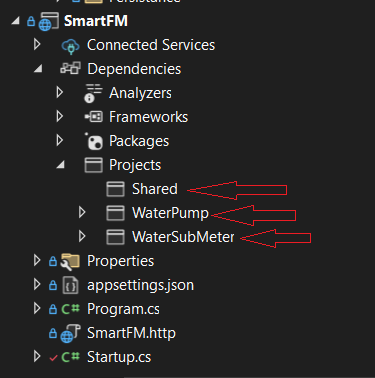 Persistance
SmartFM
Connected Services
Dependencies
Analyzers
Frameworks
Packages
Projects
Shared
WaterPump
WaterSubMeter
Properties
appsettings.json
C# Program.cs
SmartFM.http
C# Startup.cs